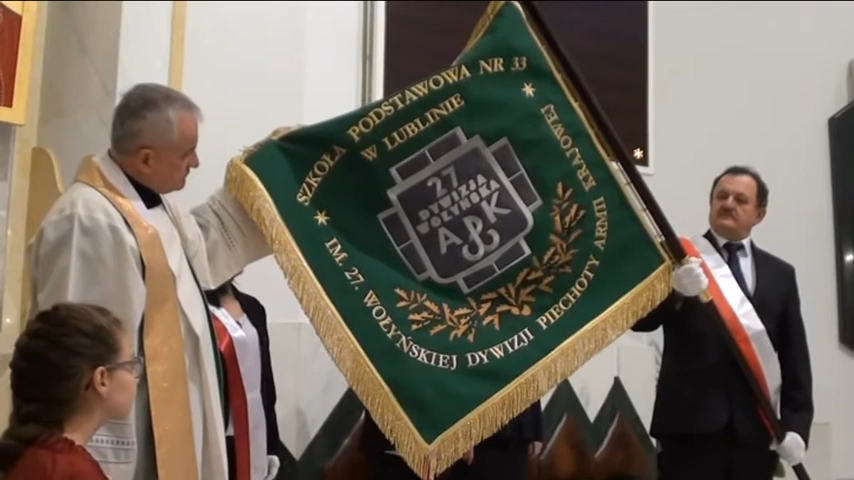 SZKOŁA PODSTAWOWA NR 33
W LUBLINIE
27
DYWIZJA
WOŁYŃSKA
AK
IM. 27. WOŁYŃSKIEJ DYWIZJI PIECHOTY ARMII KRAJOWEJ